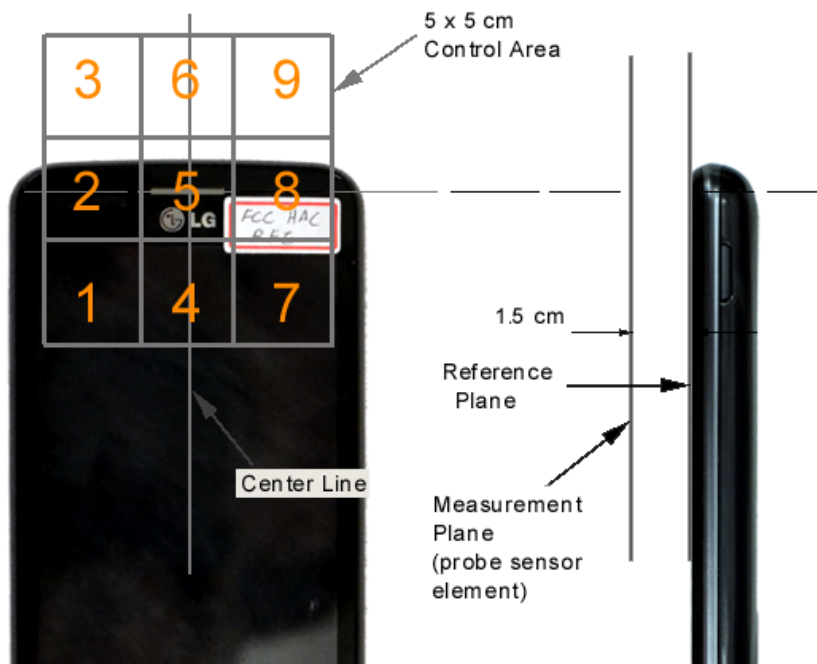 5 x 5 cm
Control Area
3 6 9
2 5 8
LG
FCC HAC
1 4 7
1.5 cm
Reference
Plane
Center Line
Measurement
Plane
(probe sensor
element)